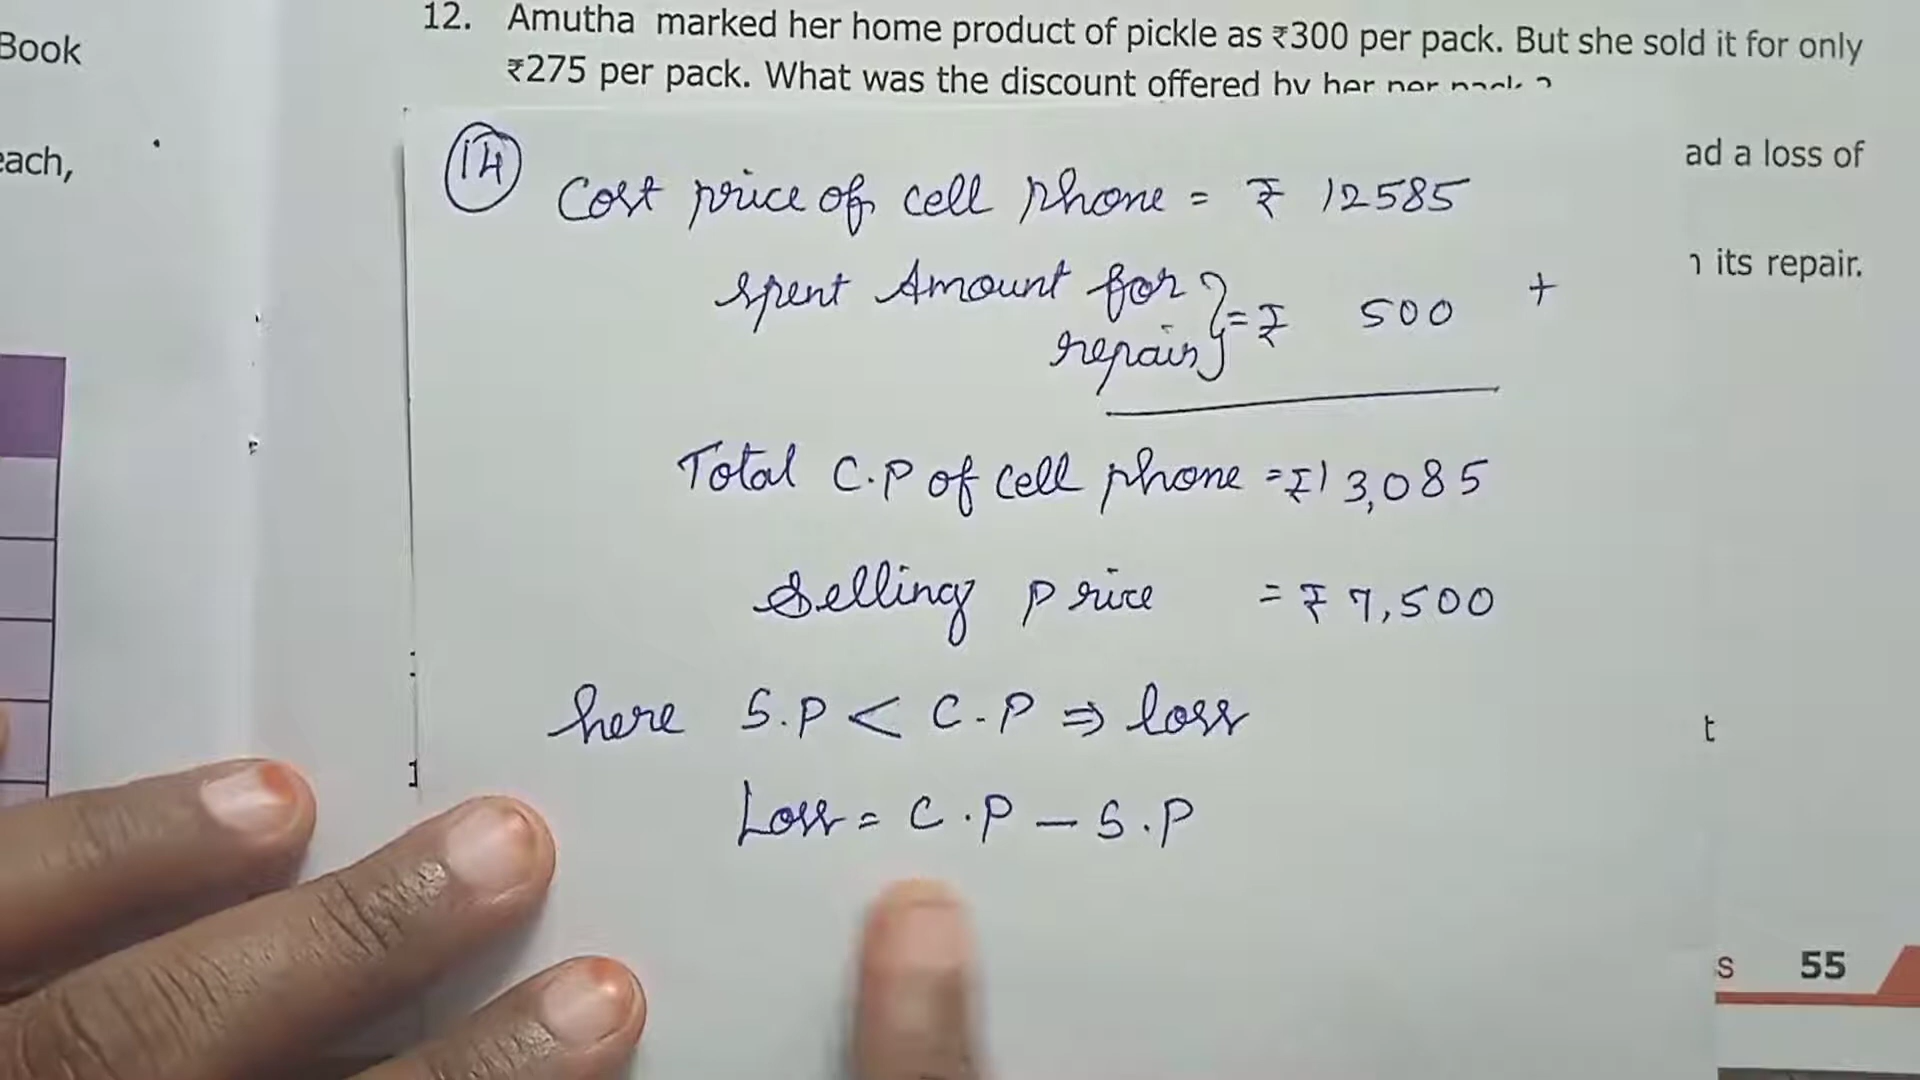 Book
each,
12. Amutha marked her home product of pickle as ₹300 per pack. But she sold it for only
₹275 per pack. What was the discount offered by her per pack ?
ad a loss of
n its repair.
14
Cost price of cell phone = ₹ 12585
spent Amount for
repair } = ₹ 500 +
Total C.P of cell phone = ₹13,085
Selling price = ₹ 7,500
here S.P < C.P ⇒ loss
Loss = C.P – S.P
t
s 55